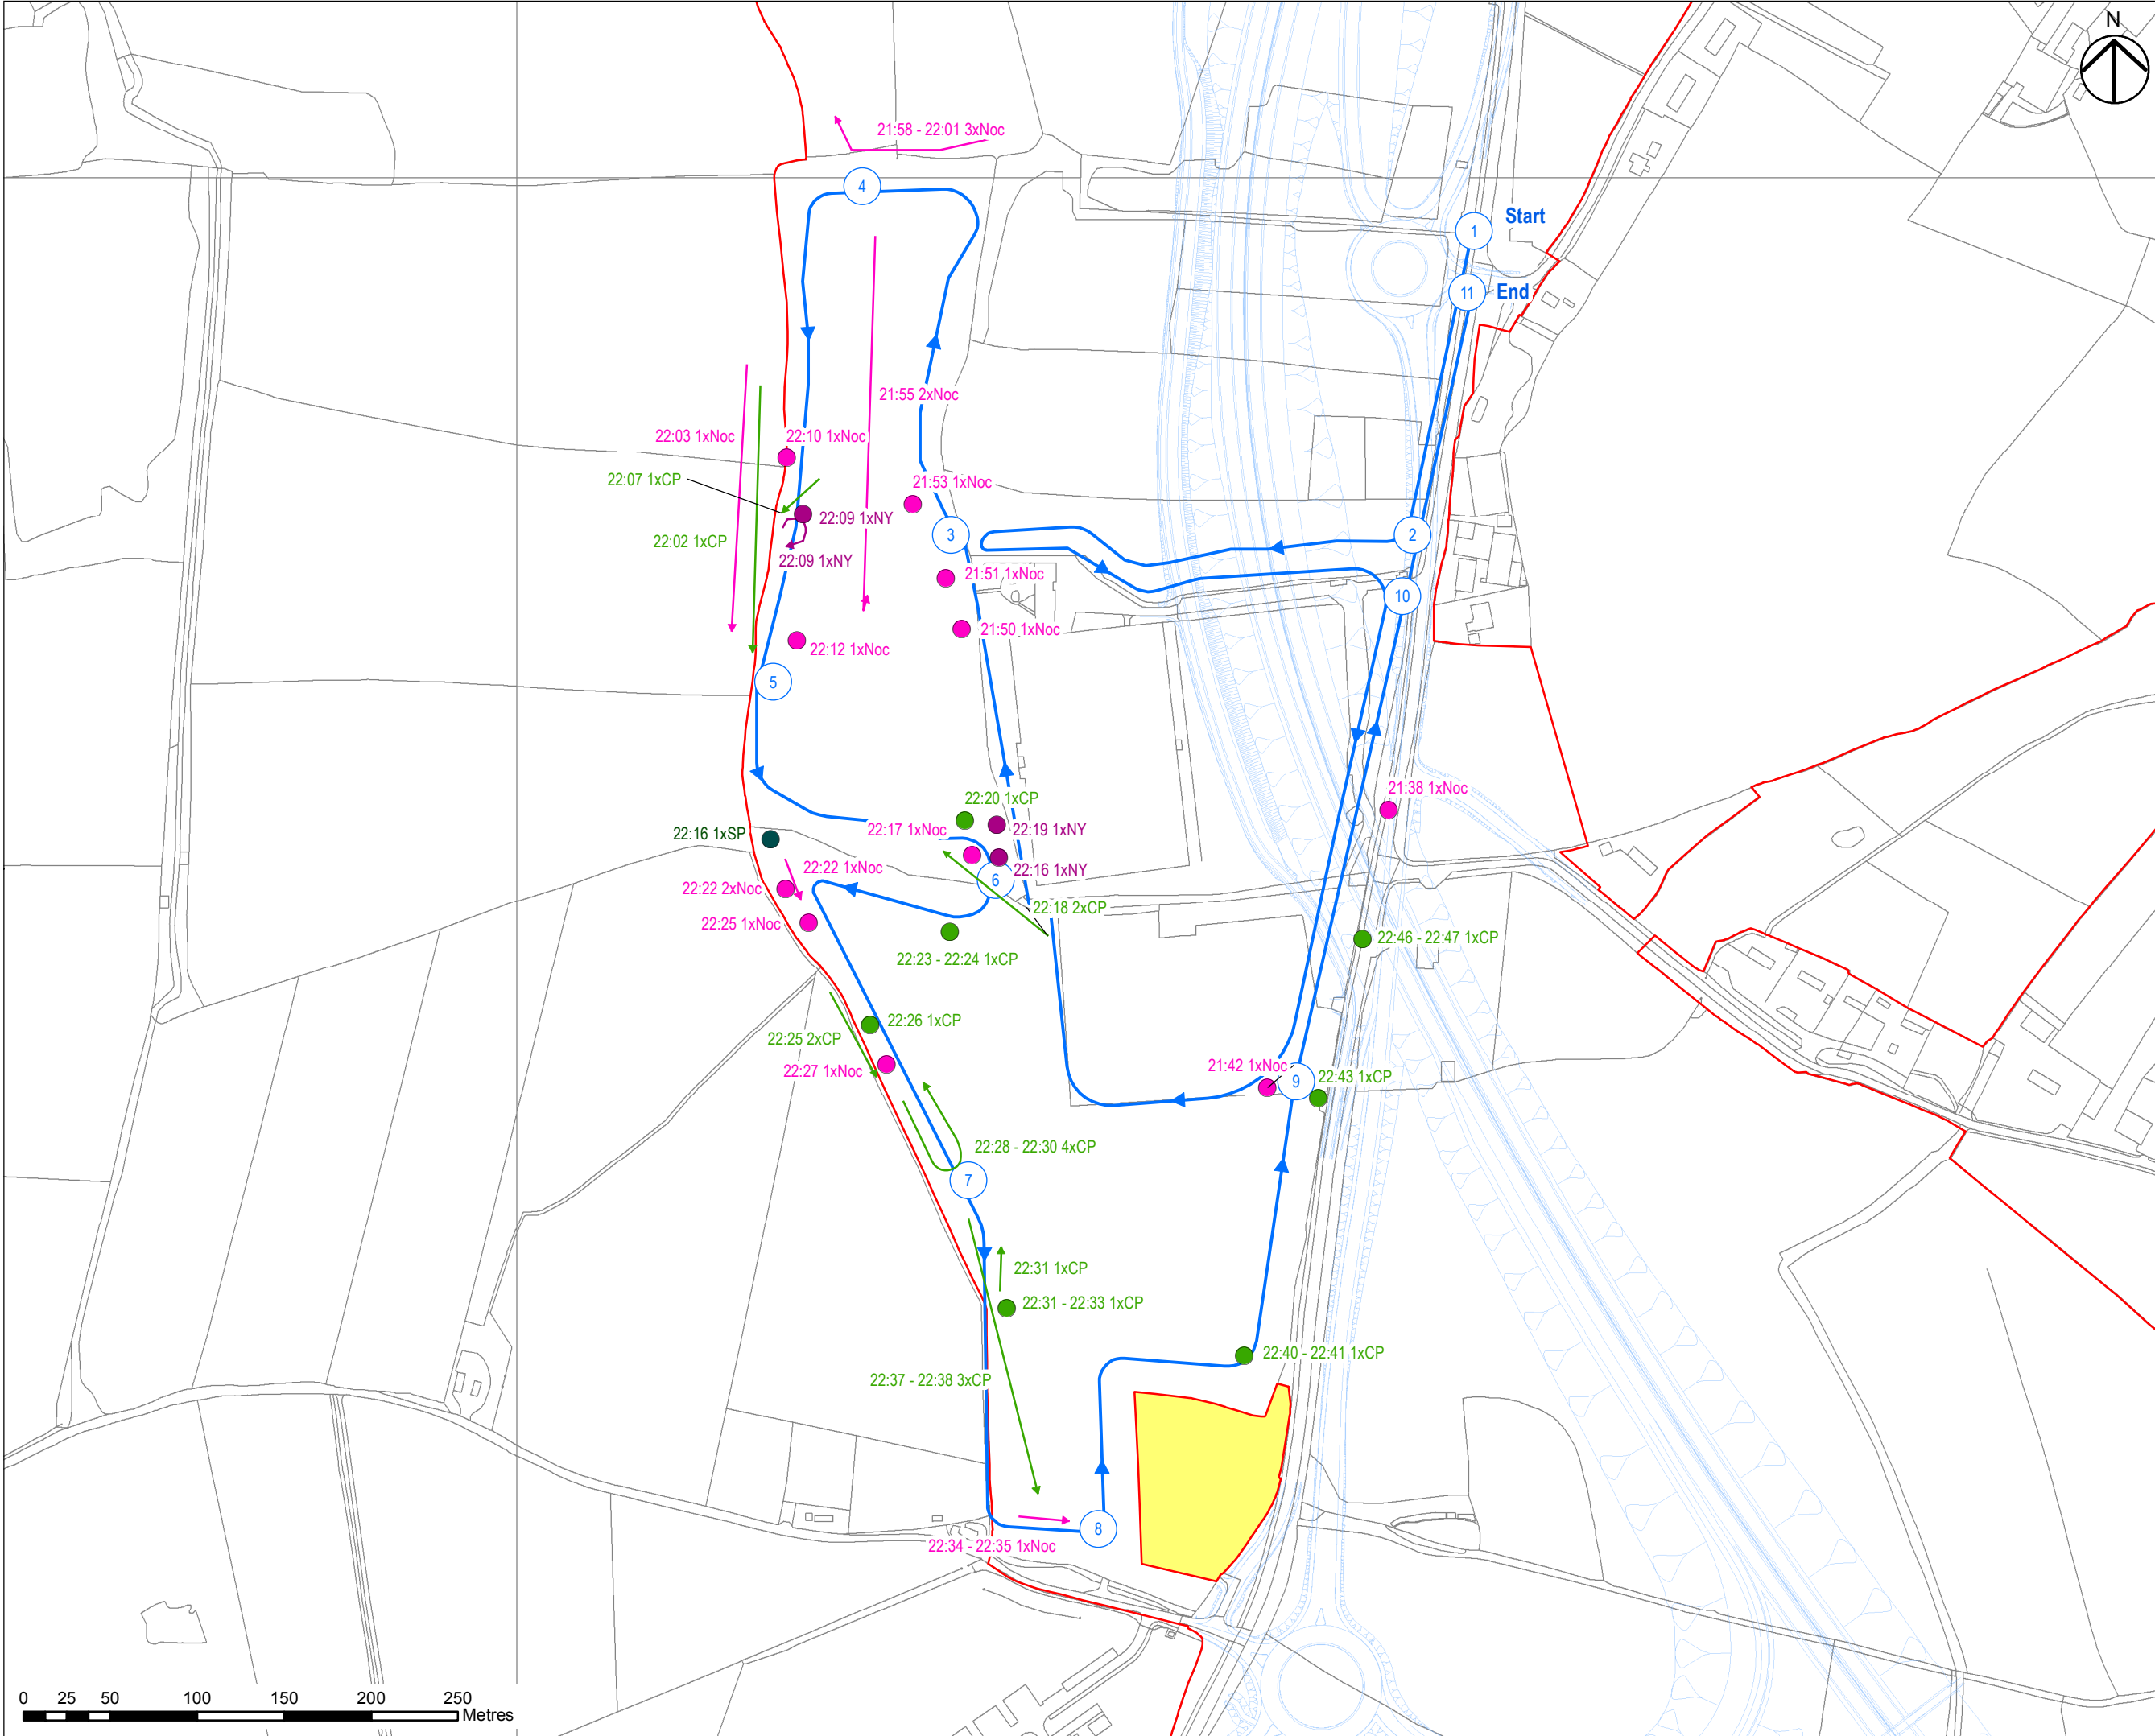 N
21:58 - 22:01 3xNoc
4
1
Start
11
End
21:55 2xNoc
22:03 1xNoc
22:10 1xNoc
22:07 1xCP
21:53 1xNoc
22:09 1xNY
22:02 1xCP
3
2
22:09 1xNY
21:51 1xNoc
10
21:50 1xNoc
22:12 1xNoc
5
21:38 1xNoc
22:20 1xCP
22:17 1xNoc
22:19 1xNY
22:16 1xSP
22:22 1xNoc
22:16 1xNY
6
22:22 2xNoc
22:18 2xCP
22:25 1xNoc
22:46 - 22:47 1xCP
22:23 - 22:24 1xCP
22:26 1xCP
22:25 2xCP
22:27 1xNoc
21:42 1xNoc
9
22:43 1xCP
22:28 - 22:30 4xCP
7
22:31 1xCP
22:31 - 22:33 1xCP
22:40 - 22:41 1xCP
22:37 - 22:38 3xCP
8
22:34 - 22:35 1xNoc
0 25 50 100 150 200 250
Metres